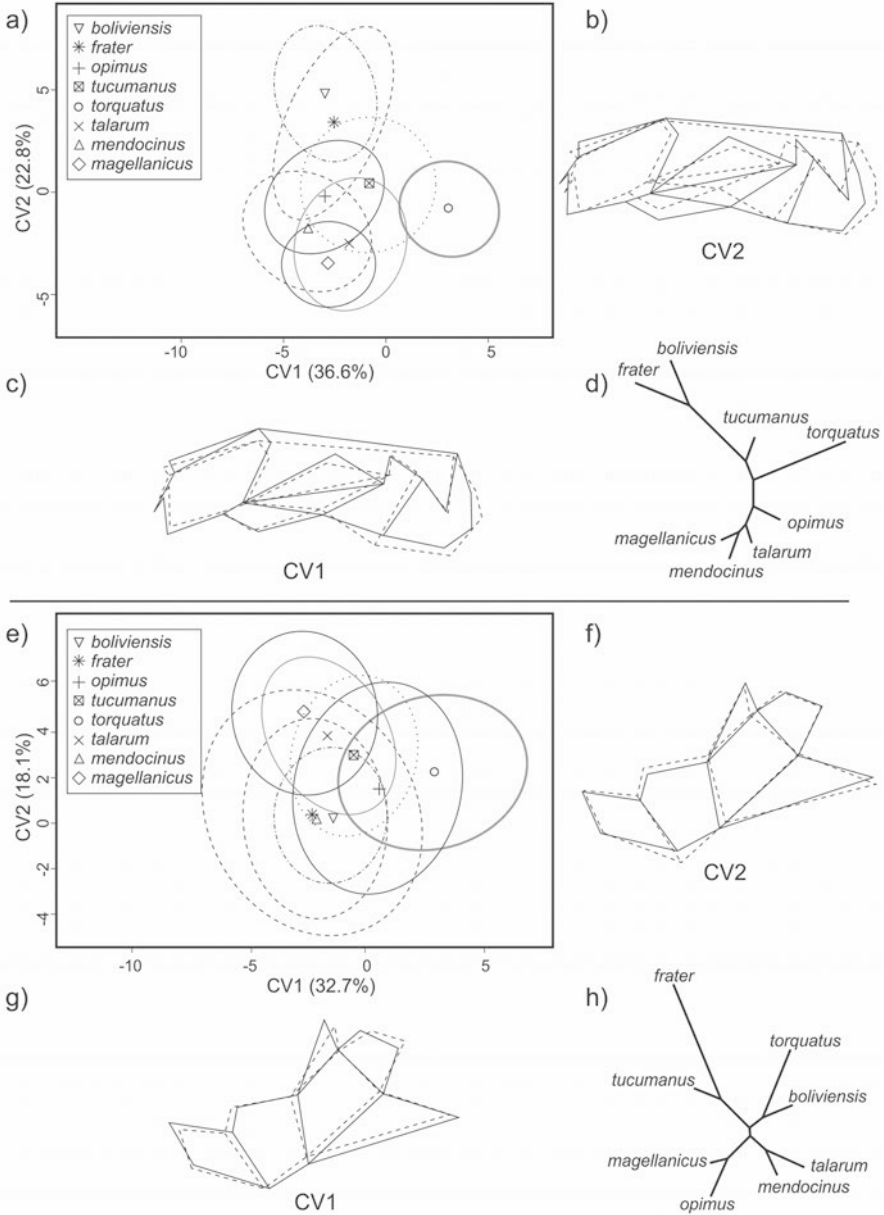 a)
boliviensis
frater
opimus
tucumanus
torquatus
talarum
mendocinus
magellanicus
5
0
-5
CV2 (22.8%)
-10 -5 0 5
CV1 (36.6%)
b)
CV2
c)
CV1
d)
boliviensis
frater
tucumanus
torquatus
opimus
magellanicus
talarum
mendocinus
e)
boliviensis
frater
opimus
tucumanus
torquatus
talarum
mendocinus
magellanicus
6
4
2
0
-2
-4
CV2 (18.1%)
-10 -5 0 5
CV1 (32.7%)
f)
CV2
g)
CV1
h)
frater
torquatus
tucumanus
boliviensis
magellanicus
talarum
mendocinus
opimus